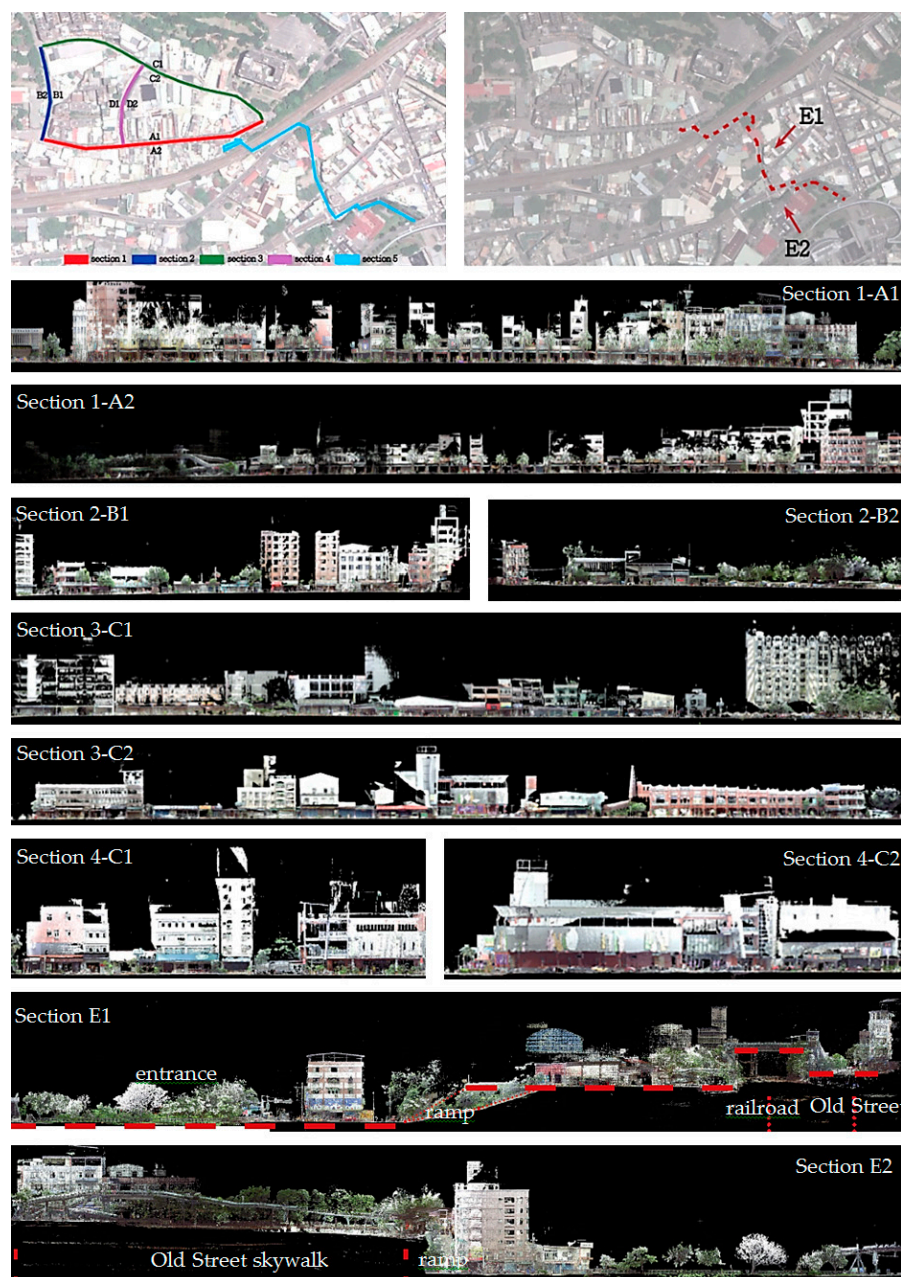 C1
C2
B2 B1
D1 D2
A1
A2
section 1 section 2 section 3 section 4 section 5
E1
E2
Section 1-A1
Section 1-A2
Section 2-B1
Section 2-B2
Section 3-C1
Section 3-C2
Section 4-C1
Section 4-C2
Section E1
entrance
ramp
railroad
Old Street
Section E2
Old Street skywalk
ramp